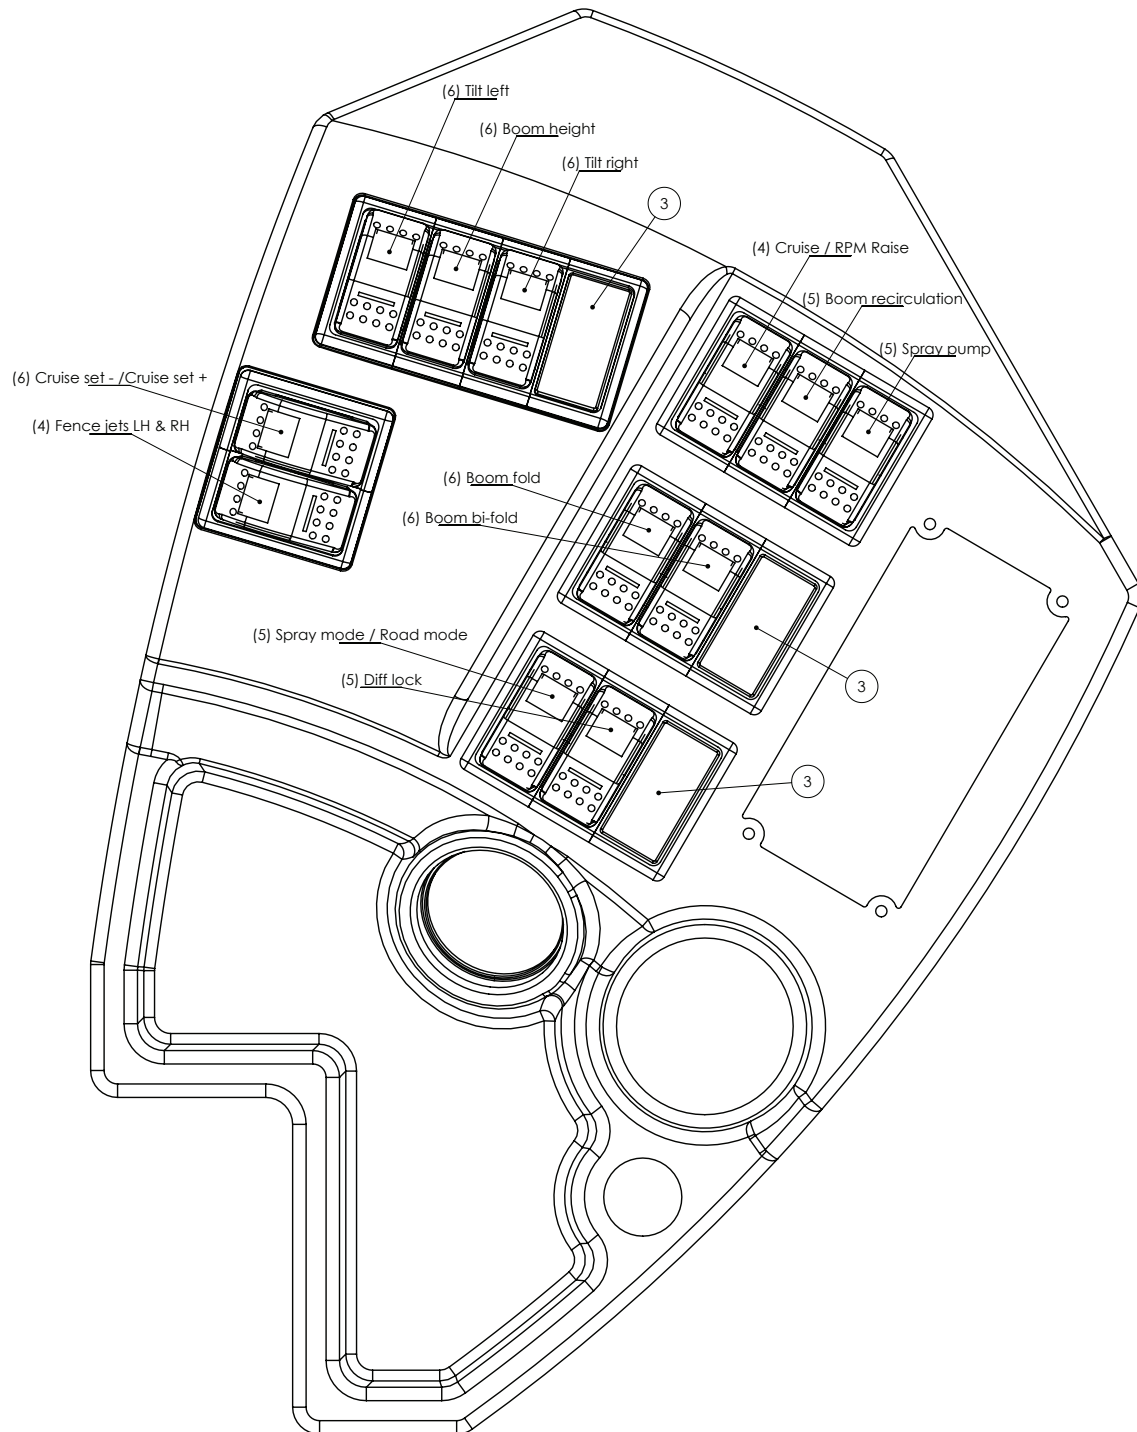 (6) Tilt left
(6) Boom height
(6) Tilt right
3
(4) Cruise / RPM Raise
(5) Boom recirculation
(5) Spray pump
(6) Cruise set - /Cruise set +
(4) Fence jets LH & RH
(6) Boom fold
(6) Boom bi-fold
(5) Spray mode / Road mode
(5) Diff lock
3
3